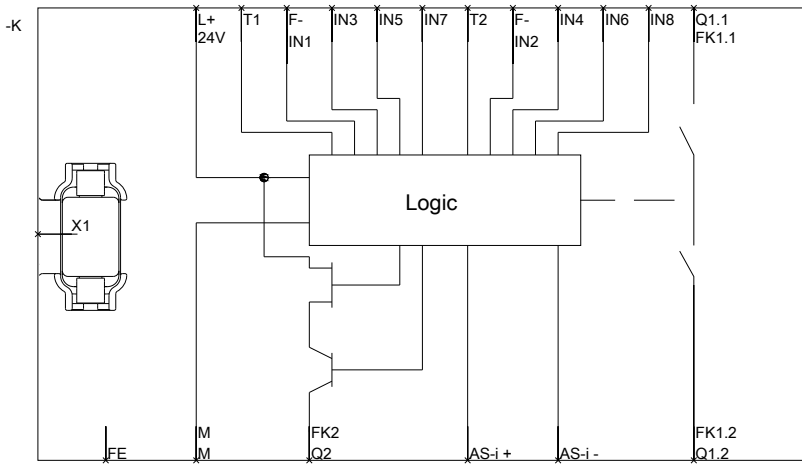 -K
L+ T1 F- IN3 IN5 IN7 T2 F- IN4 IN6 IN8 Q1.1
24V IN1 IN2 FK1.1
Logic
X1
M FK2 FK1.2
FE M Q2 AS-i + AS-i - Q1.2